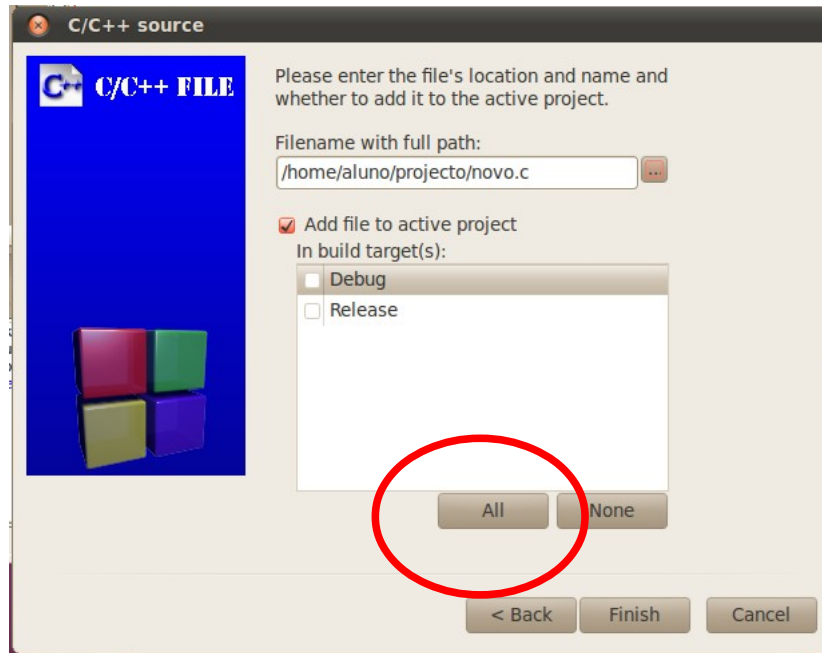 C/C++ source
C++ C/C++ FILE
Please enter the file's location and name and
whether to add it to the active project.
Filename with full path:
/home/aluno/projecto/novo.c
...
Add file to active project
In build target(s):
Debug
Release
All None
< Back Finish Cancel